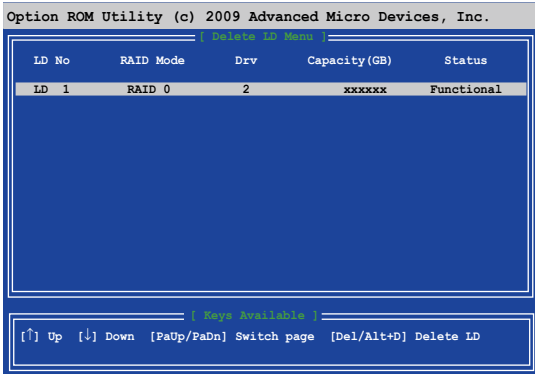 Option ROM Utility (c) 2009 Advanced Micro Devices, Inc.
[ Delete LD Menu ]
LD No RAID Mode Drv Capacity(GB) Status
LD 1 RAID 0 2 xxxxxx Functional
[ Keys Available ]
[↑] Up [↓] Down [PaUp/PaDn] Switch page [Del/Alt+D] Delete LD